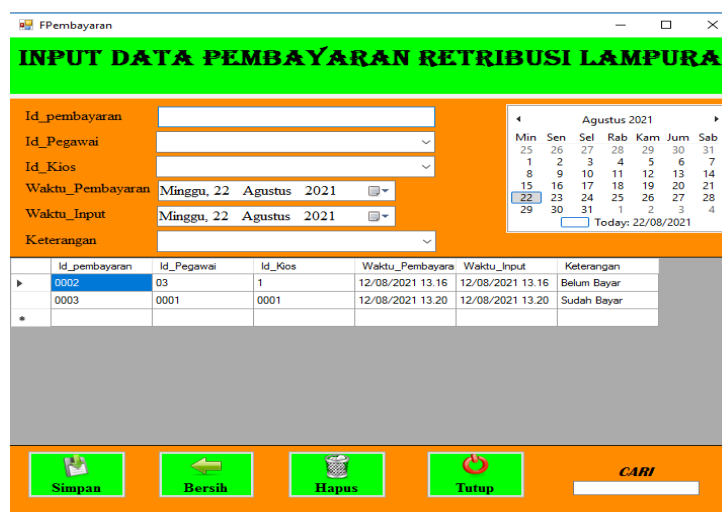 FPembayaran
INPUT DATA PEMBAYARAN RETRIBUSI LAMPURA
Id_pembayaran
Id_Pegawai
Id_Kios
Waktu_Pembayaran Minggu, 22 Agustus 2021
Waktu_Input Minggu, 22 Agustus 2021
Keterangan
Agustus 2021
Min Sen Sel Rab Kam Jum Sab
25 26 27 28 29 30 31
1 2 3 4 5 6 7
8 9 10 11 12 13 14
15 16 17 18 19 20 21
22 23 24 25 26 27 28
29 30 31 1 2 3 4
Today: 22/08/2021
Id_pembayaran Id_Pegawai Id_Kios Waktu_Pembayara Waktu_Input Keterangan
0002 03 1 12/08/2021 13.16 12/08/2021 13.16 Belum Bayar
0003 0001 0001 12/08/2021 13.20 12/08/2021 13.20 Sudah Bayar
Simpan Bersih Hapus Tutup CARI